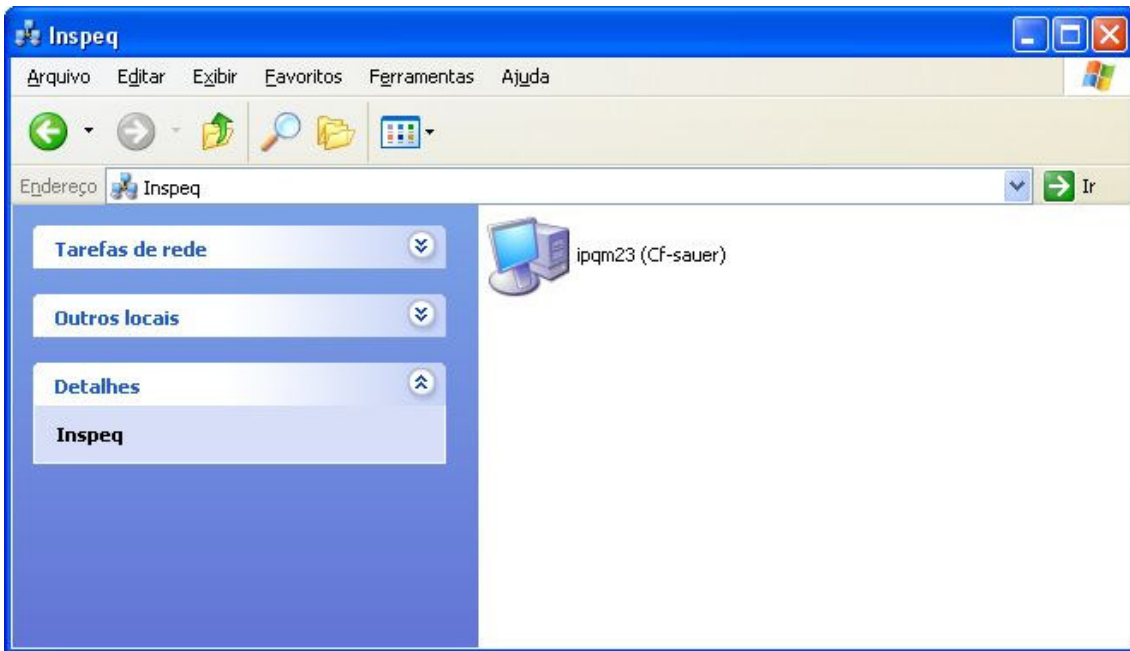 Inspeq
Arquivo Editar Exibir Favoritos Ferramentas Ajuda
Endereço Inspeq Ir
Tarefas de rede
Outros locais
Detalhes
Inspeq
ipqm23 (Cf-sauer)